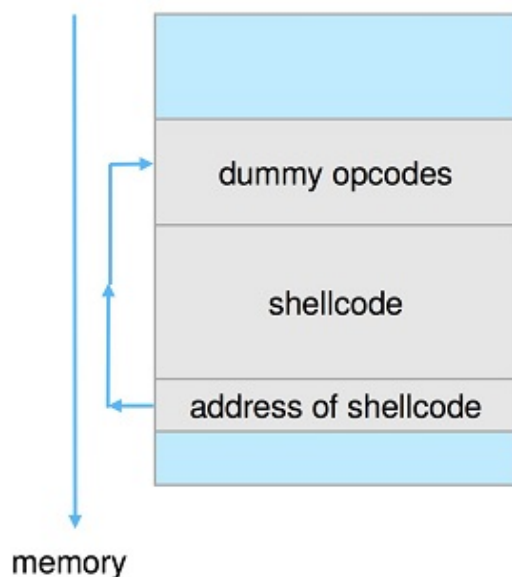 dummy opcodes
shellcode
address of shellcode
memory